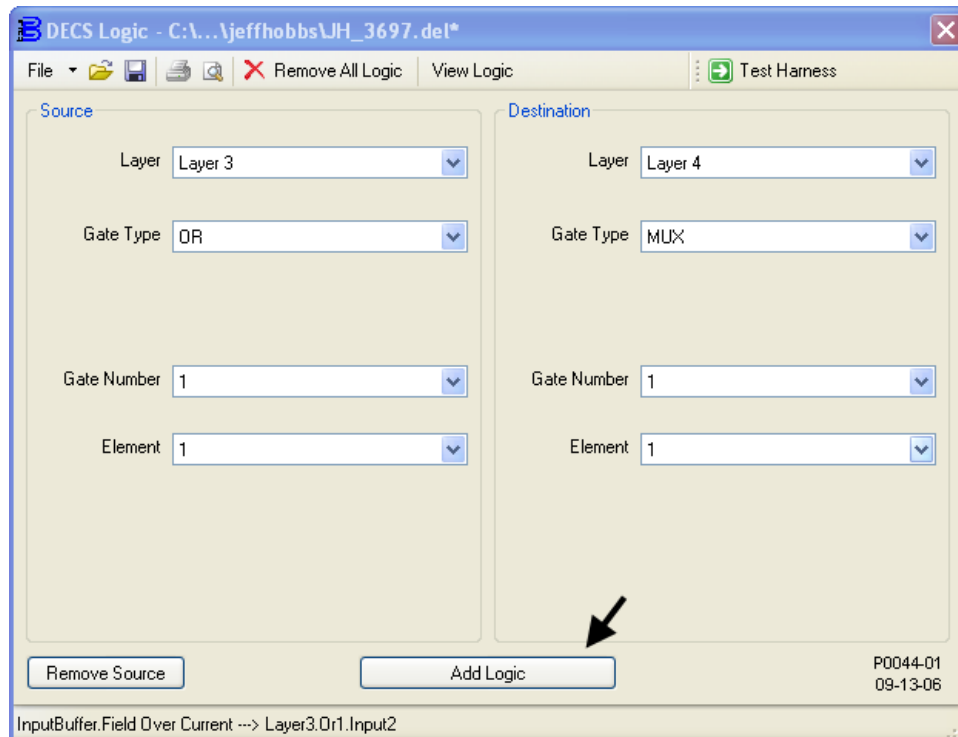 DECS Logic - C:\...\jeffhobbs\JH_3697.del*
File Remove All Logic View Logic Test Harness
Source
Layer Layer 3
Gate Type OR
Gate Number 1
Element 1
Destination
Layer Layer 4
Gate Type MUX
Gate Number 1
Element 1
Remove Source Add Logic
P0044-01
09-13-06
InputBuffer.Field Over Current ---> Layer3.Or1.Input2